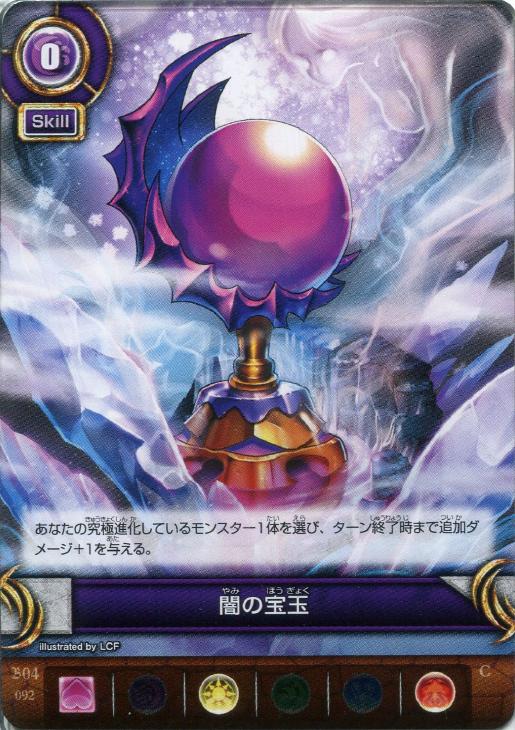 0
Skill
あなたの究極進化しているモンスター1体を選び、ターン終了時まで追加ダ
メージ+1を与える。
闇の宝玉
illustrated by LCF
B04
092
C